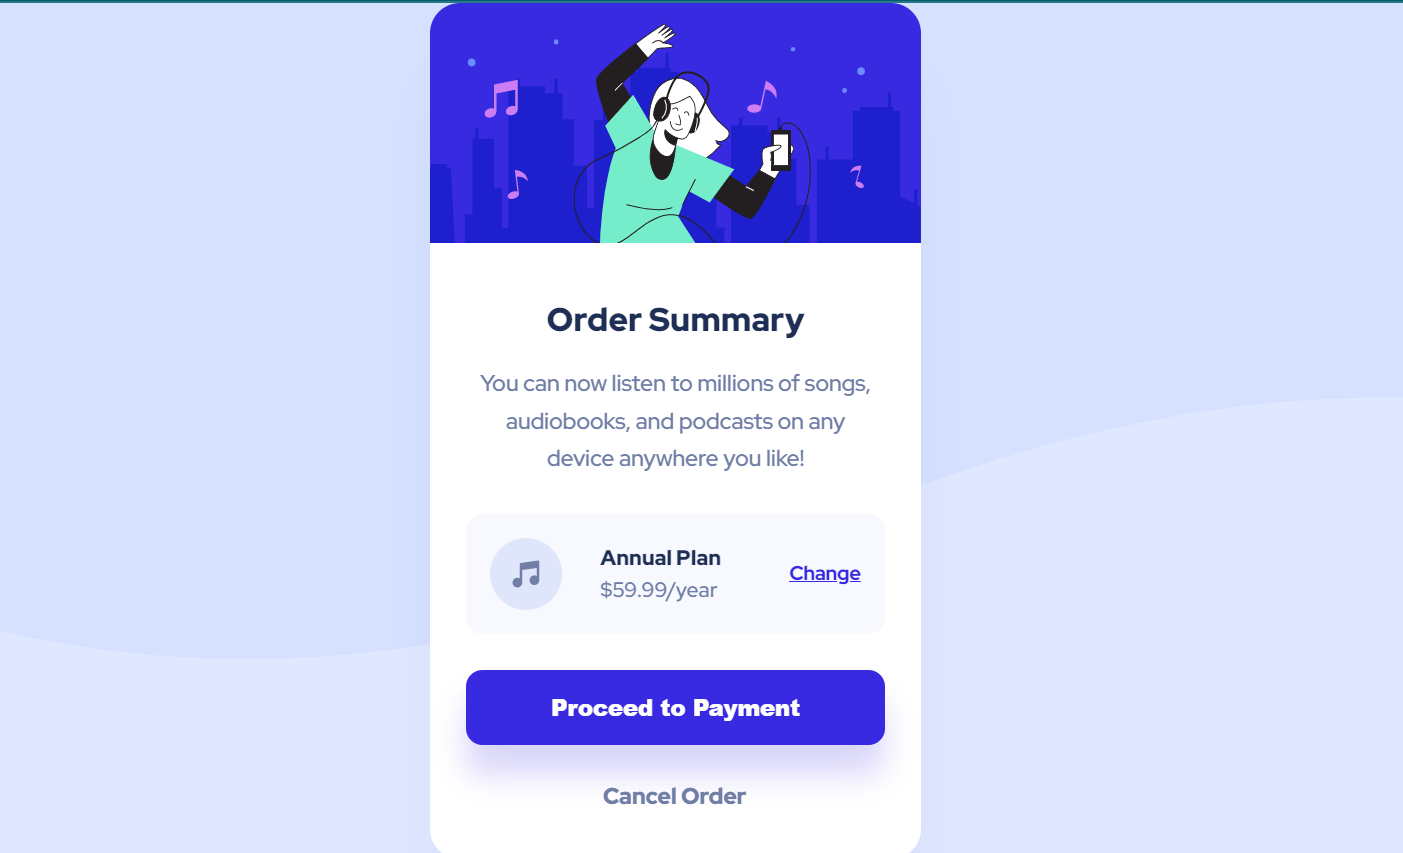 Order Summary
You can now listen to millions of songs,
audiobooks, and podcasts on any
device anywhere you like!
Annual Plan
$59.99/year
Change
Proceed to Payment
Cancel Order